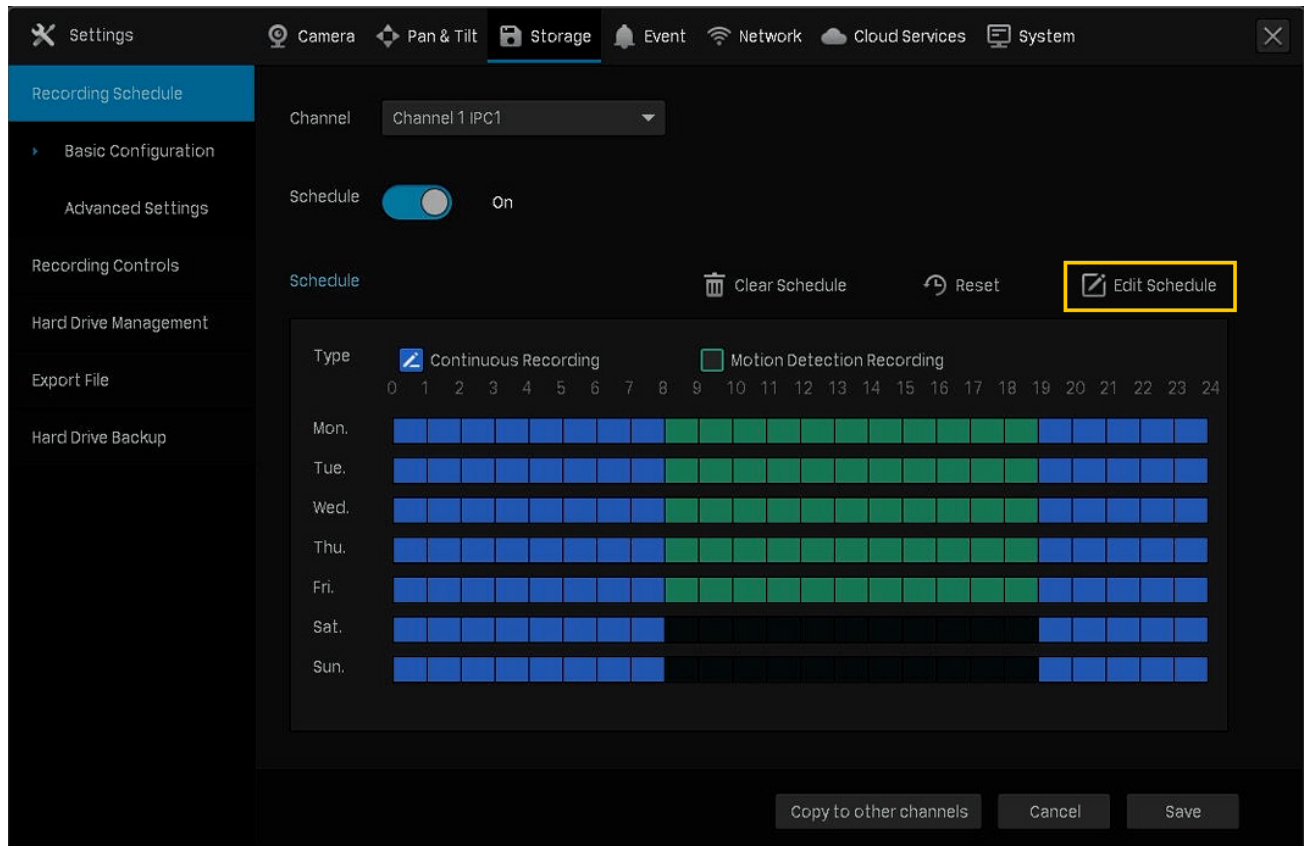 Settings
Camera Pan & Tilt Storage Event Network Cloud Services System
Recording Schedule
Basic Configuration
Advanced Settings
Recording Controls
Hard Drive Management
Export File
Hard Drive Backup
Channel Channel 1 IPC1
Schedule On
Schedule Clear Schedule Reset Edit Schedule
Type Continuous Recording Motion Detection Recording
0 1 2 3 4 5 6 7 8 9 10 11 12 13 14 15 16 17 18 19 20 21 22 23 24
Mon.
Tue.
Wed.
Thu.
Fri.
Sat.
Sun.
Copy to other channels Cancel Save